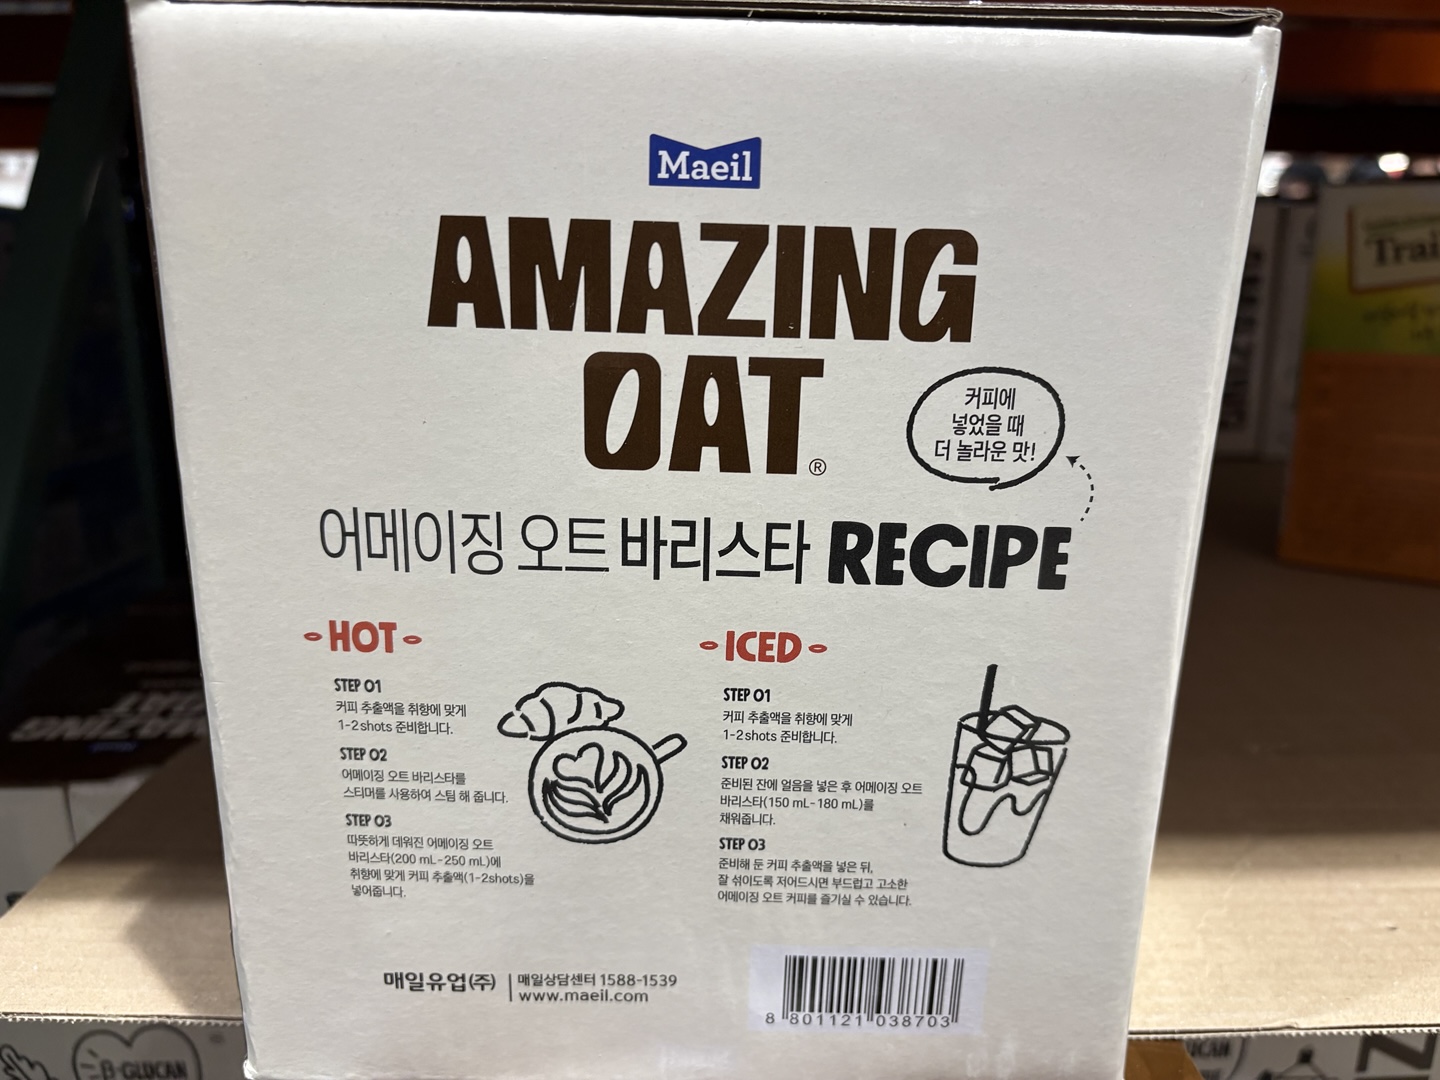 Maeil
AMAZING
OAT®
커피에
넣었을 때
더 놀라운 맛!
어메이징 오트 바리스타 RECIPE
HOT
STEP 01
커피 추출액을 취향에 맞게
1-2shots 준비합니다.
STEP 02
어메이징 오트 바리스타를
스티머를 사용하여 스팀 해 줍니다.
STEP 03
따뜻하게 데워진 어메이징 오트
바리스타(200 mL-250 mL)에
취향에 맞게 커피 추출액(1-2shots)을
넣어줍니다.
ICED
STEP 01
커피 추출액을 취향에 맞게
1-2shots 준비합니다.
STEP 02
준비된 잔에 얼음을 넣은 후 어메이징 오트
바리스타(150 mL-180 mL)를
채워줍니다.
STEP 03
준비해 둔 커피 추출액을 넣은 뒤,
잘 섞이도록 저어드시면 부드럽고 고소한
어메이징 오트 커피를 즐기실 수 있습니다.
매일유업(주)
매일상담센터 1588-1539
www.maeil.com
8 801121 038703
Trai
β-GLUCAN
AMAZING